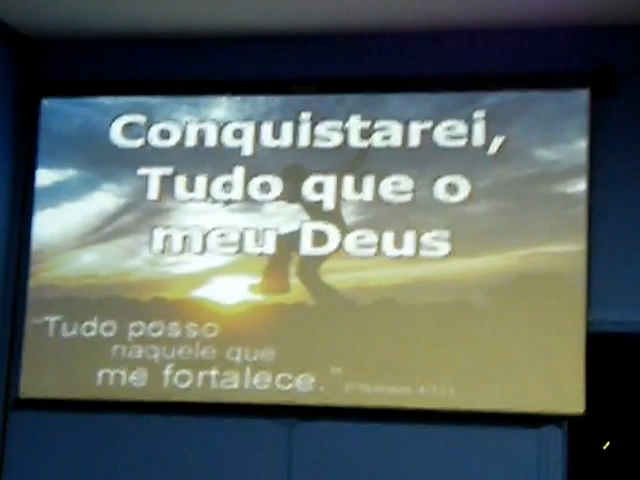 Conquistarei,
Tudo que o
meu Deus
"Tudo posso
naquele que
me fortalece."